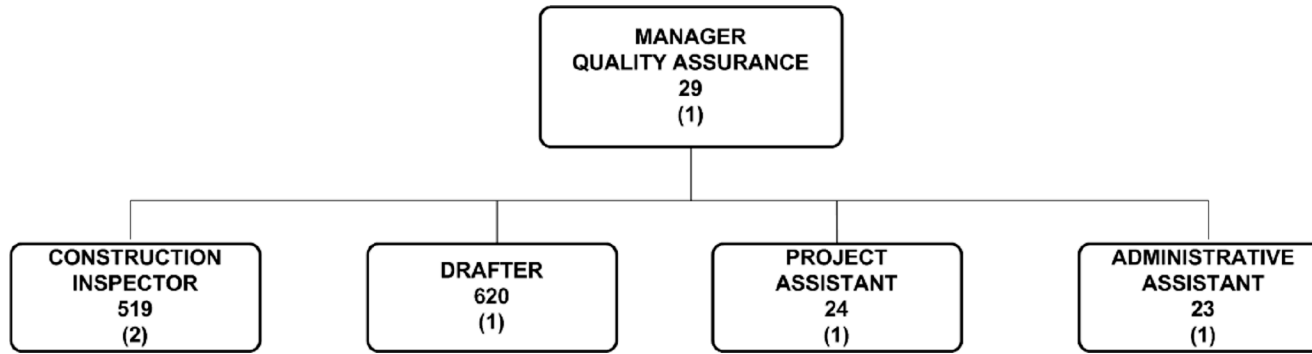 MANAGER
QUALITY ASSURANCE
29
(1)
CONSTRUCTION
INSPECTOR
519
(2)
DRAFTER
620
(1)
PROJECT
ASSISTANT
24
(1)
ADMINISTRATIVE
ASSISTANT
23
(1)